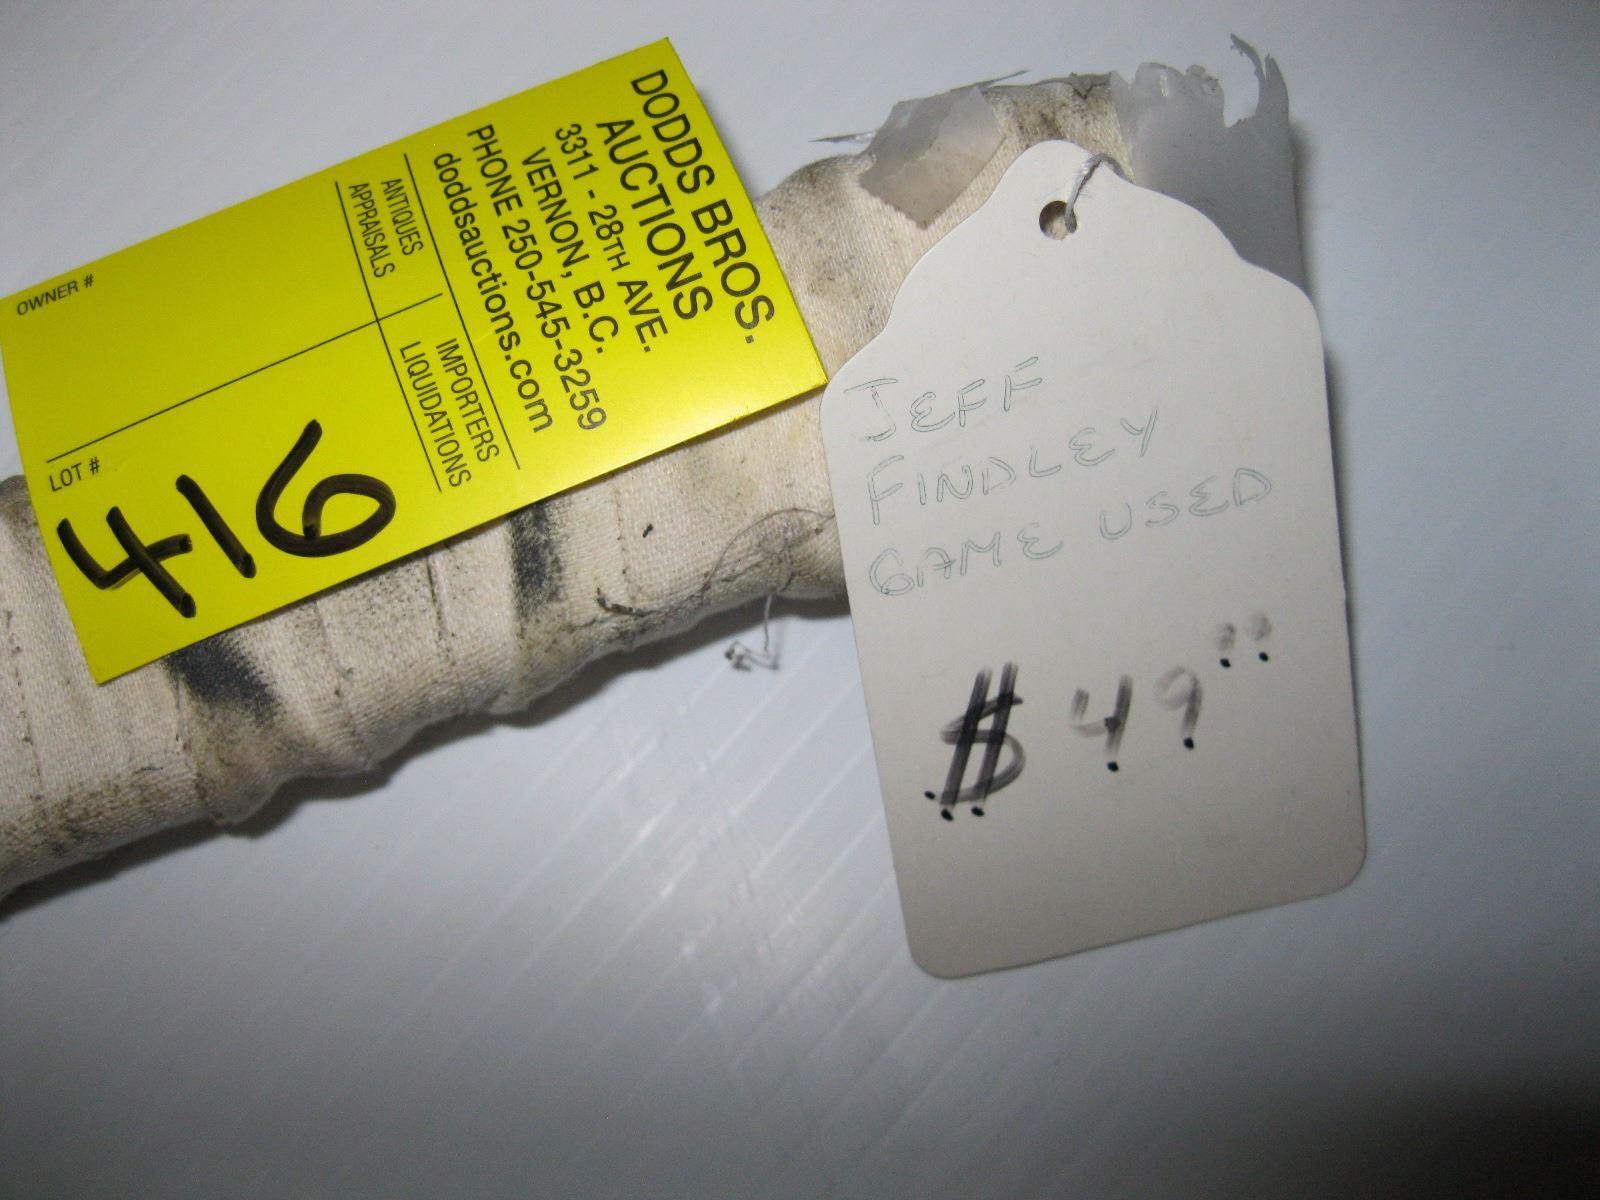 DODDS BROS.
AUCTIONS
3311 - 28TH AVE.
VERNON, B.C.
PHONE 250-545-3259
doddsauctions.com
ANTIQUES
APPRAISALS
IMPORTERS
LIQUIDATIONS
OWNER #
LOT #
416
JEFF
FINDLEY
GAME USED
$49